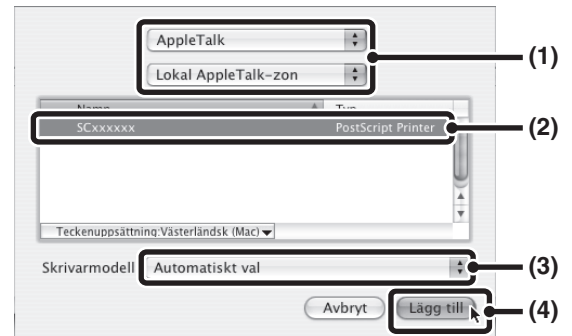 AppleTalk
(1)
Lokal AppleTalk-zon
Namn Typ
SCxxxxxx PostScript Printer (2)
Teckenuppsättning:Västerländsk (Mac)
Skrivarmodell Automatiskt val (3)
Avbryt Lägg till (4)